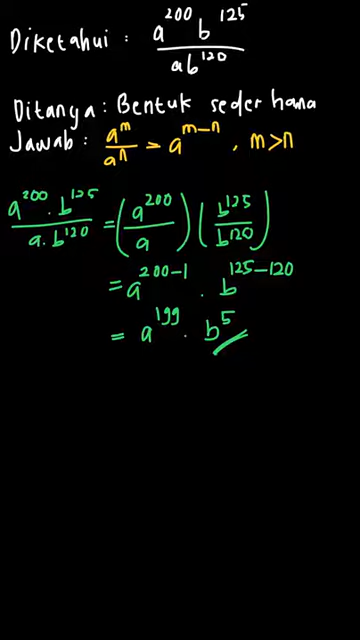 Diketahui : a^200 b^125 / ab^120
Ditanya : Bentuk sederhana
Jawab : a^m / a^n = a^(m-n) , m>n
a^200 . b^125 / a. b^120 = (a^200 / a) (b^125 / b^120)
= a^(200-1) . b^(125-120)
= a^199 . b^5